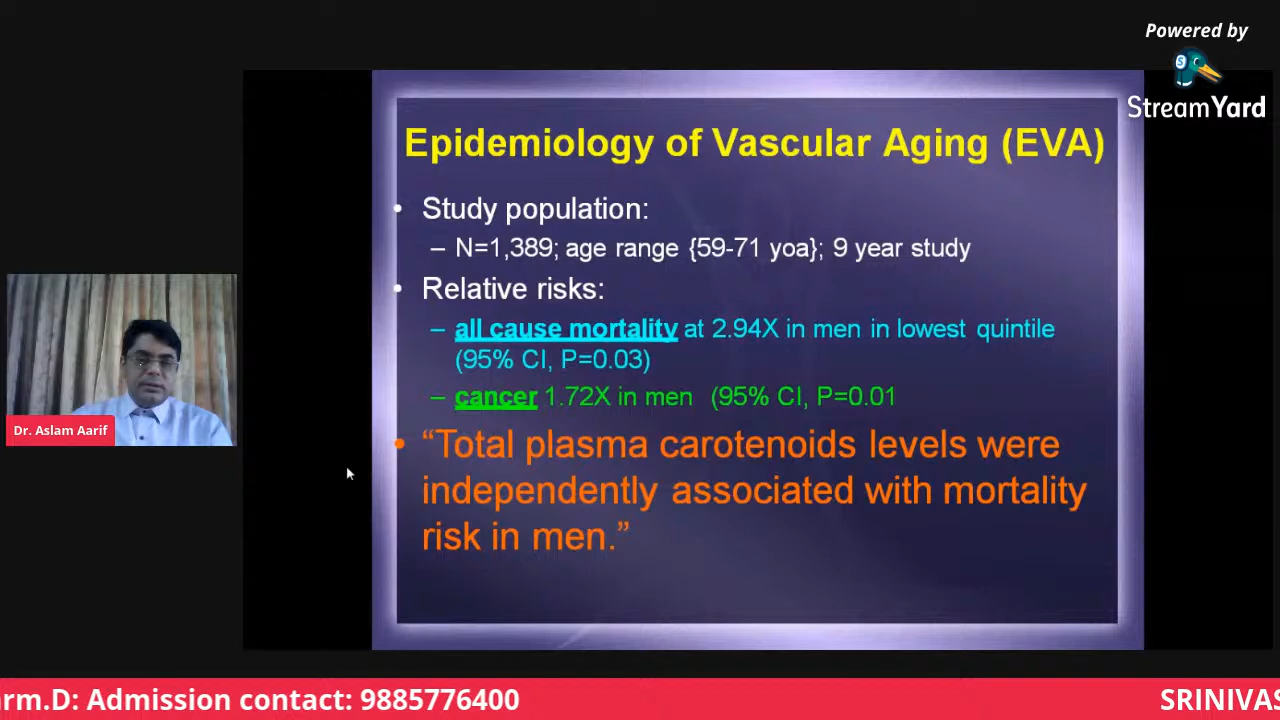 Powered by
StreamYard
Epidemiology of Vascular Aging (EVA)
• Study population:
– N=1,389; age range {59-71 yoa}; 9 year study
• Relative risks:
– all cause mortality at 2.94X in men in lowest quintile
(95% CI, P=0.03)
– cancer 1.72X in men (95% CI, P=0.01
• “Total plasma carotenoids levels were
independently associated with mortality
risk in men.”
Dr. Aslam Aarif
arm.D: Admission contact: 9885776400 SRINIVAS